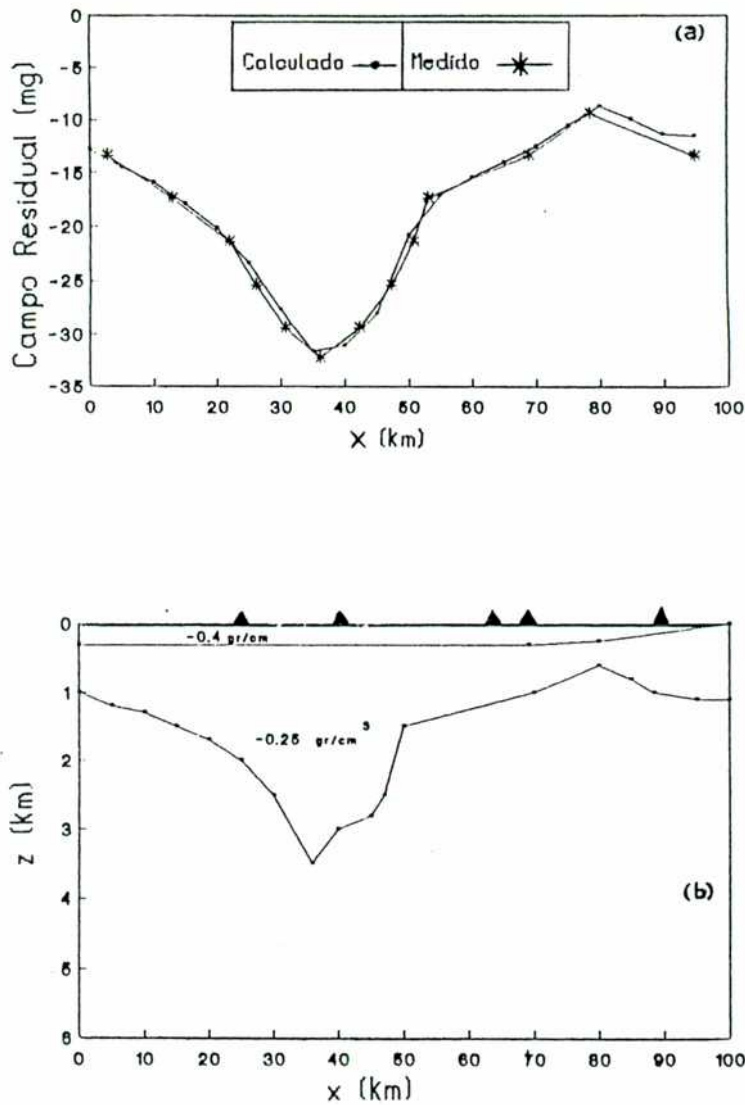 (a)
Calculado
Medido
Campo Residual (mg)
0
-5
-10
-15
-20
-25
-30
-35
0 10 20 30 40 50 60 70 80 90 100
X (km)
-0.4 gr/cm
-0.25 gr/cm³
(b)
z (km)
0
1
2
3
4
5
6
0 10 20 30 40 50 60 70 80 90 100
x (km)